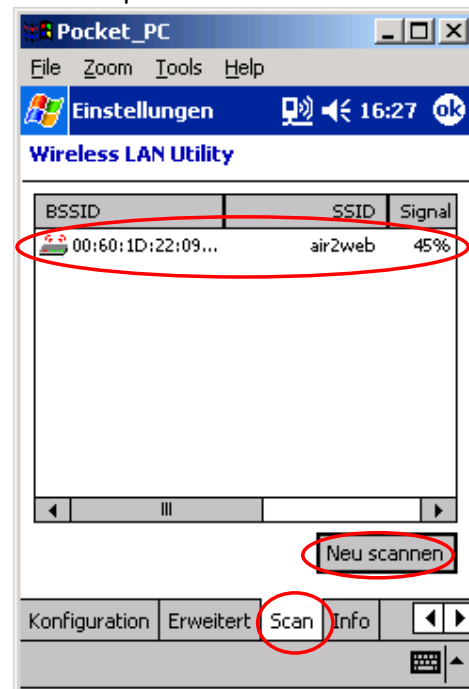 Pocket_PC
File Zoom Tools Help
Einstellungen 16:27 ok
Wireless LAN Utility
BSSID SSID Signal
00:60:1D:22:09... air2web 45%
Neu scannen
Konfiguration Erweitert Scan Info